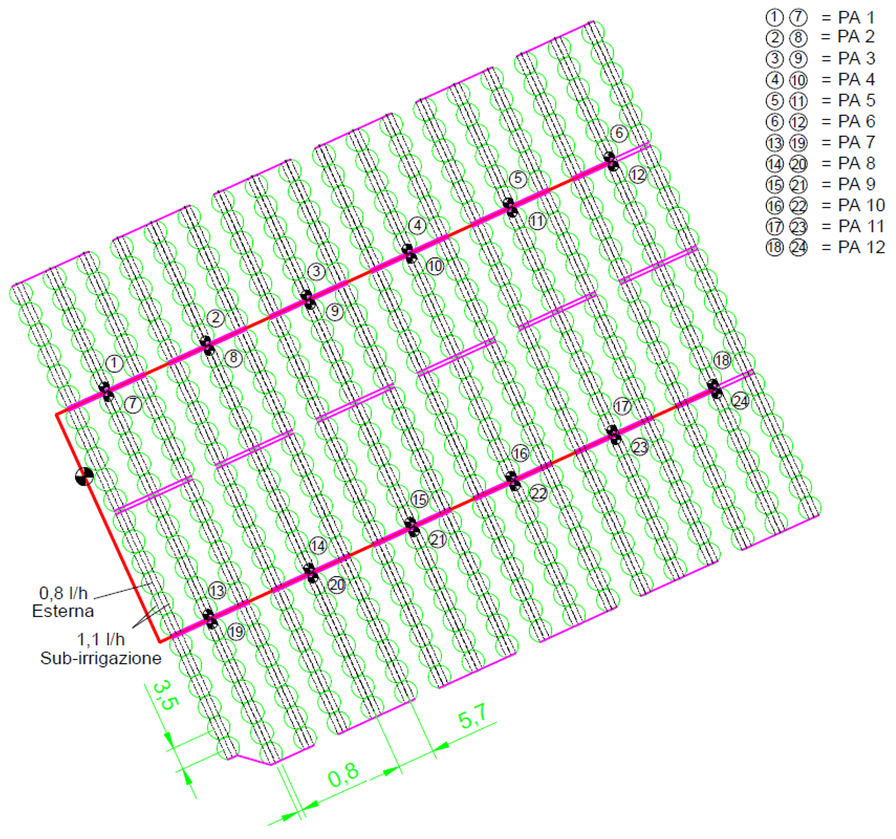 ① ⑦ = PA 1
② ⑧ = PA 2
③ ⑨ = PA 3
④ ⑩ = PA 4
⑤ ⑪ = PA 5
⑥ ⑫ = PA 6
⑬ ⑲ = PA 7
⑭ ⑳ = PA 8
⑮ ㉑ = PA 9
⑯ ㉒ = PA 10
⑰ ㉓ = PA 11
⑱ ㉔ = PA 12
⑥
⑫
⑤
⑪
④
⑩
③
⑨
②
⑧
①
⑦
⑱
㉔
⑰
㉓
⑯
㉒
⑮
㉑
⑭
⑳
⑬
⑲
0,8 l/h
Esterna
1,1 l/h
Sub-irrigazione
3,5
0,8
5,7